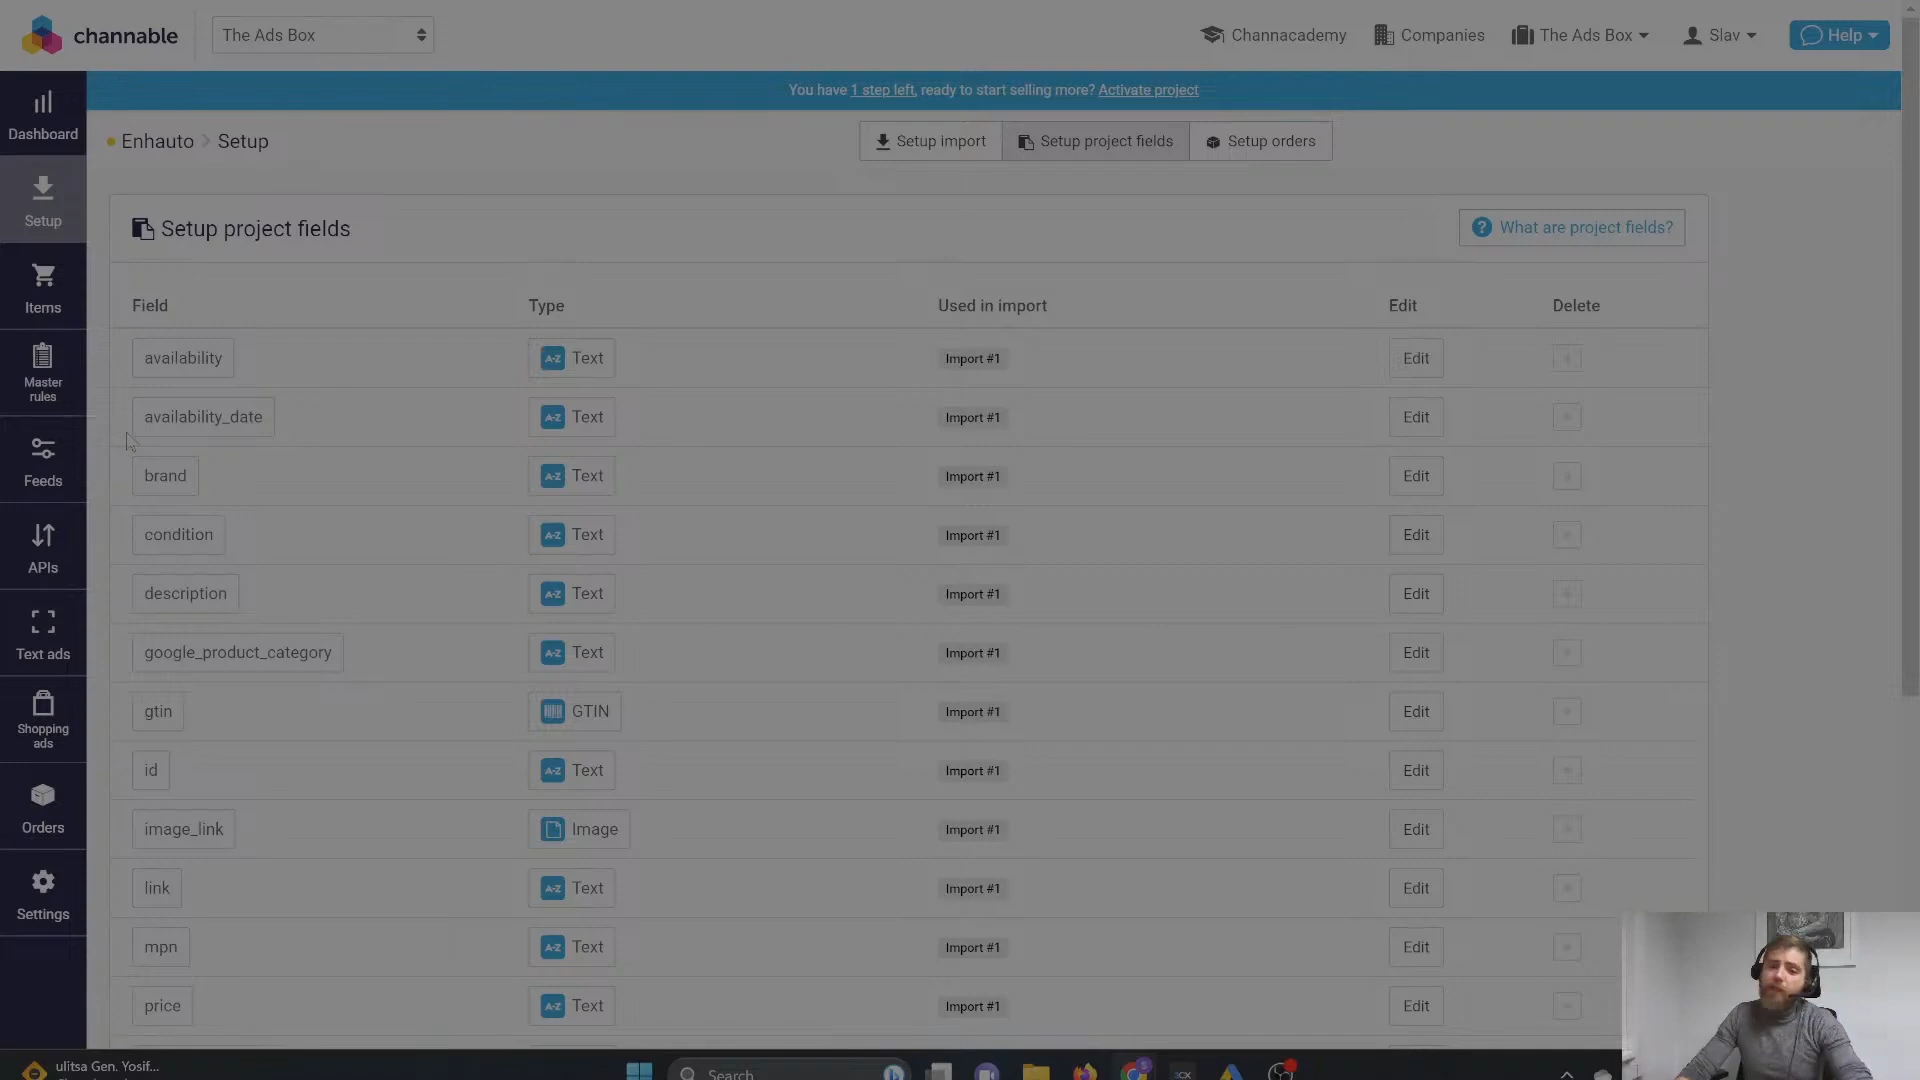 channable
The Ads Box
Channacademy
Companies
The Ads Box
Slav
Help
You have 1 step left, ready to start selling more? Activate project
Dashboard
Setup
Items
Master
rules
Feeds
APIs
Text ads
Shopping
ads
Orders
Settings
Enhauto > Setup
Setup import
Setup project fields
Setup orders
Setup project fields
? What are project fields?
Field Type Used in import Edit Delete
availability A-Z Text Import #1 Edit
availability_date A-Z Text Import #1 Edit
brand A-Z Text Import #1 Edit
condition A-Z Text Import #1 Edit
description A-Z Text Import #1 Edit
google_product_category A-Z Text Import #1 Edit
gtin GTIN Import #1 Edit
id A-Z Text Import #1 Edit
image_link Image Import #1 Edit
link A-Z Text Import #1 Edit
mpn A-Z Text Import #1 Edit
price A-Z Text Import #1 Edit
ulitsa Gen. Yosif...
Search